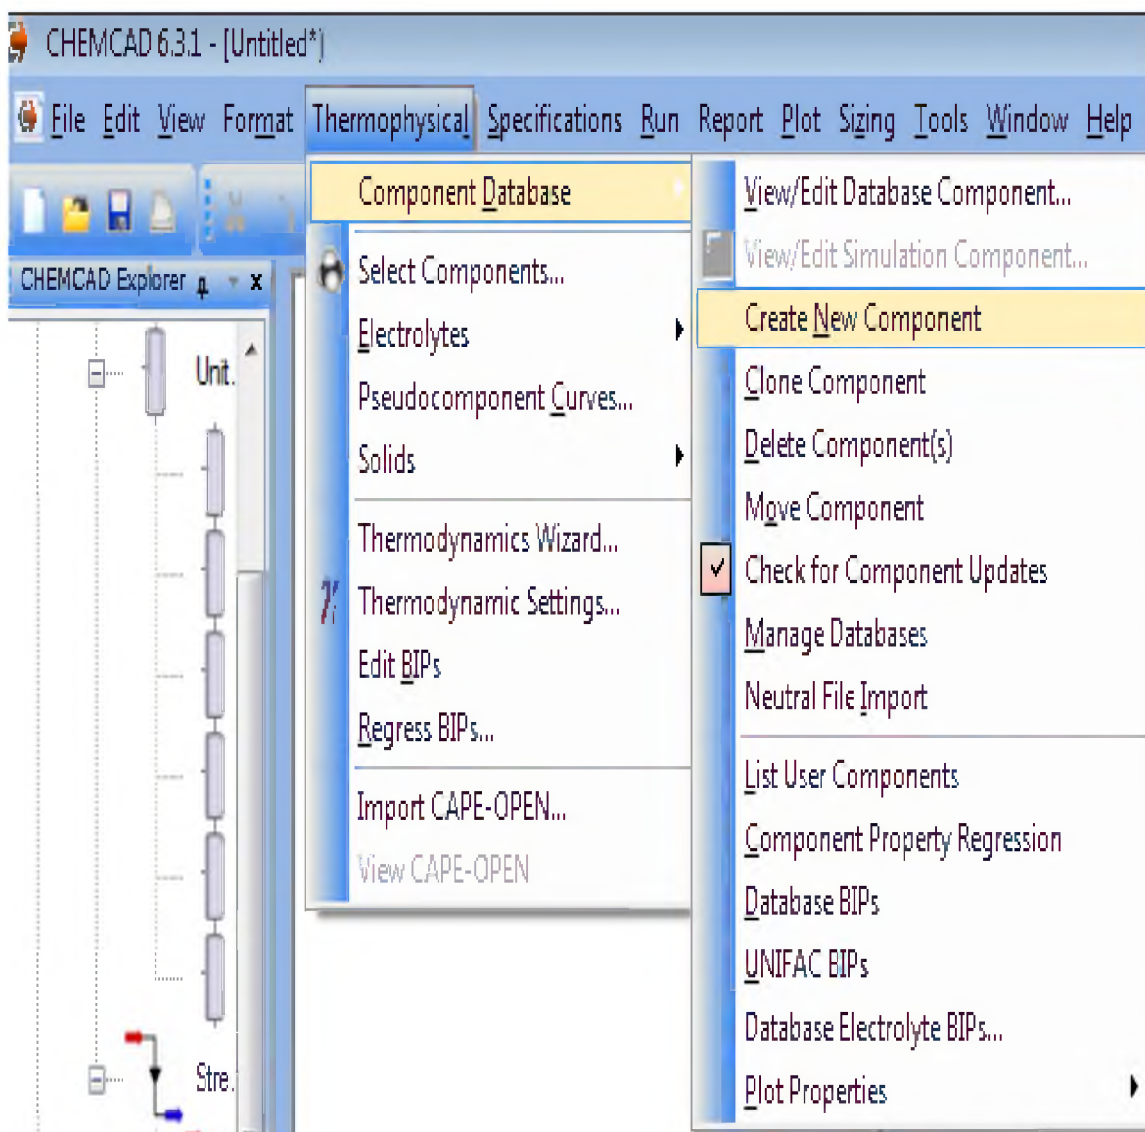 CHEMCAD 6.3.1 - [Untitled*]
File Edit View Format Thermophysical Specifications Run Report Plot Sizing Tools Window Help
CHEMCAD Explorer x
Unit.
Stre.
Component Database
Select Components...
Electrolytes
Pseudocomponent Curves...
Solids
Thermodynamics Wizard...
Thermodynamic Settings...
Edit BIPs
Regress BIPs...
Import CAPE-OPEN...
View CAPE-OPEN
View/Edit Database Component...
View/Edit Simulation Component...
Create New Component
Clone Component
Delete Component(s)
Move Component
Check for Component Updates
Manage Databases
Neutral File Import
List User Components
Component Property Regression
Database BIPs
UNIFAC BIPs
Database Electrolyte BIPs...
Plot Properties